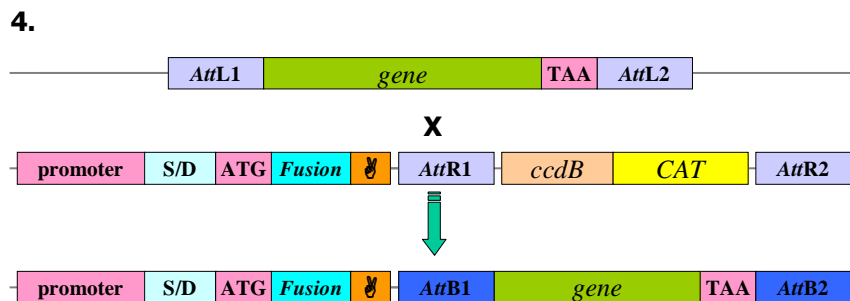 4.
AttL1 gene TAA AttL2
X
promoter S/D ATG Fusion ✌ AttR1 ccdB CAT AttR2
promoter S/D ATG Fusion ✌ AttB1 gene TAA AttB2